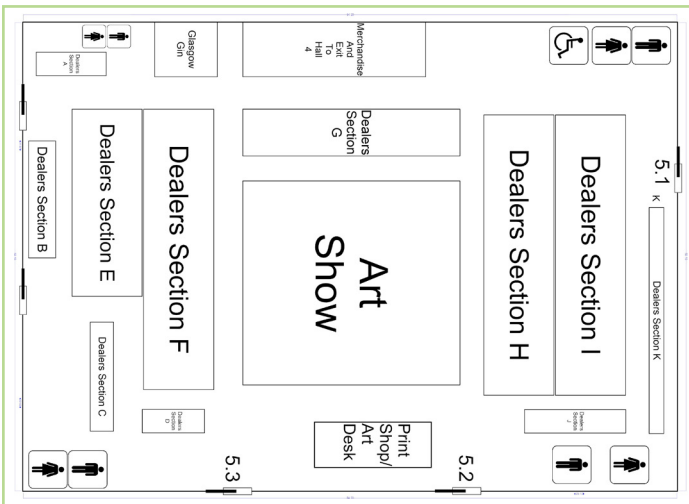 Glasgow
Gin
Merchandise
And
Exit
To
Hall
4
Dealers
Section
A
Dealers
Section
G
5.1
K
Dealers Section B
Dealers Section E
Dealers Section F
Art
Show
Dealers Section H
Dealers Section I
Dealers Section K
Dealers Section C
Dealers
Section
D
Print
Shop/
Art
Desk
Dealers
Section
J
5.3
5.2